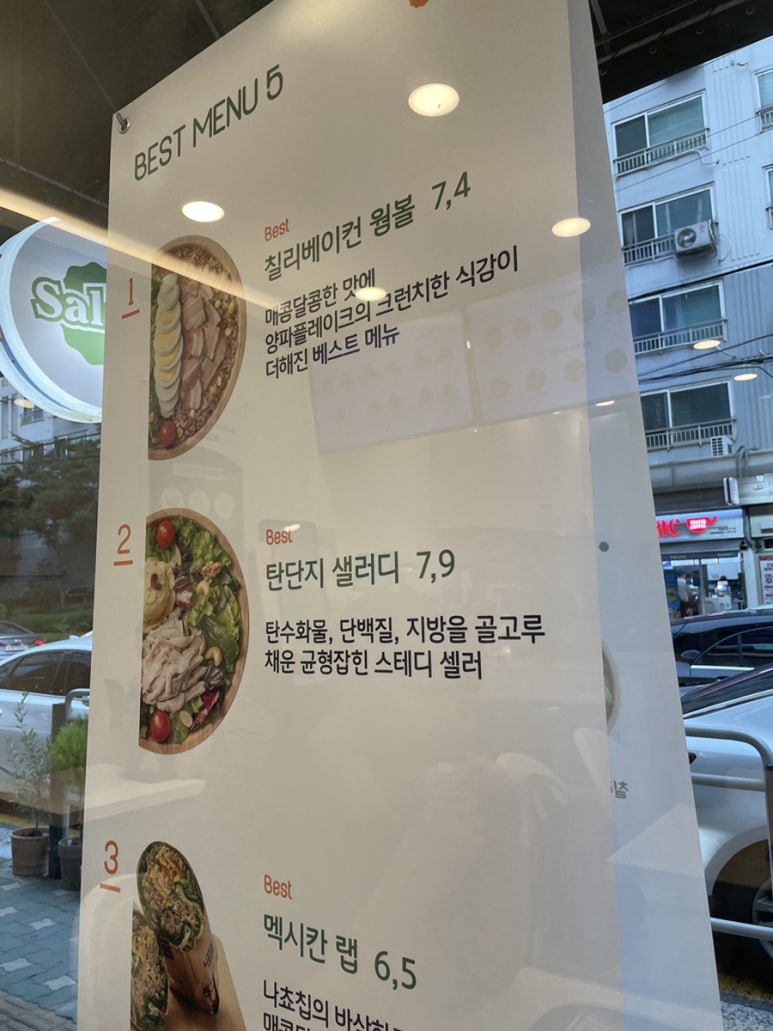 BEST MENU 5
1
Best
칠리베이컨 웜볼 7,4
매콤달콤한 맛에
양파플레이크의 크런치한 식감이
더해진 베스트 메뉴
Sal
2
Best
탄단지 샐러디 7,9
탄수화물, 단백질, 지방을 골고루
채운 균형잡힌 스테디 셀러
3
Best
멕시칸 랩 6,5
나쵸칩의